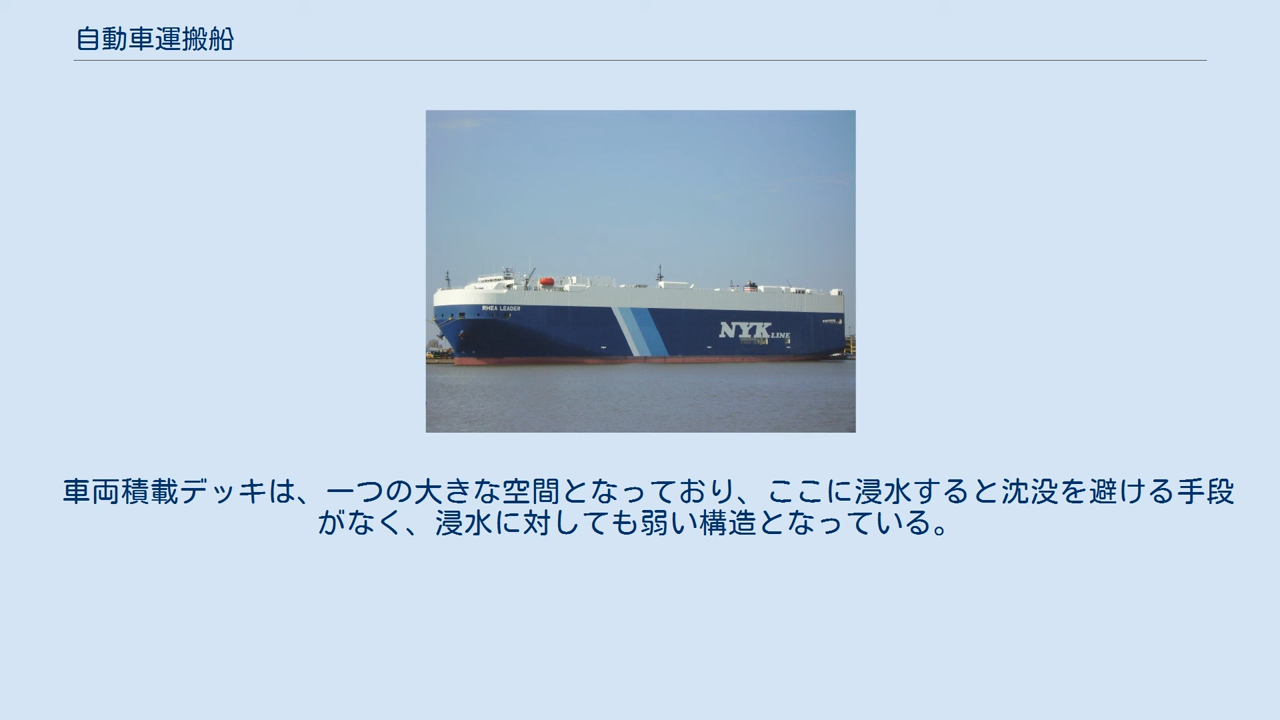 自動車運搬船
RHEA LEADER
NYK LINE
車両積載デッキは、一つの大きな空間となっており、ここに浸水すると沈没を避ける手段
がなく、浸水に対しても弱い構造となっている。